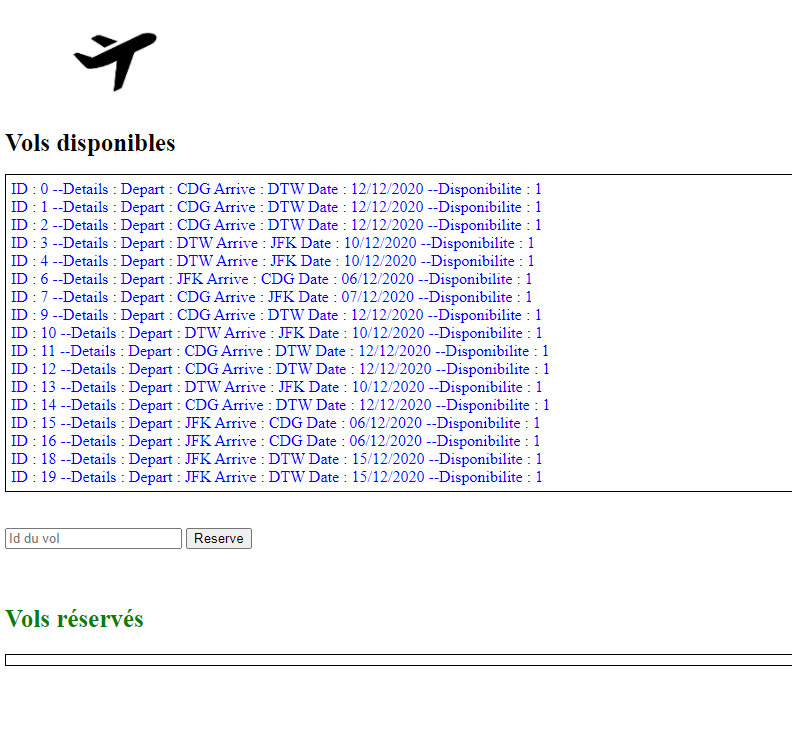 Vols disponibles
ID : 0 --Details : Depart : CDG Arrive : DTW Date : 12/12/2020 --Disponibilite : 1
ID : 1 --Details : Depart : CDG Arrive : DTW Date : 12/12/2020 --Disponibilite : 1
ID : 2 --Details : Depart : CDG Arrive : DTW Date : 12/12/2020 --Disponibilite : 1
ID : 3 --Details : Depart : DTW Arrive : JFK Date : 10/12/2020 --Disponibilite : 1
ID : 4 --Details : Depart : DTW Arrive : JFK Date : 10/12/2020 --Disponibilite : 1
ID : 6 --Details : Depart : JFK Arrive : CDG Date : 06/12/2020 --Disponibilite : 1
ID : 7 --Details : Depart : CDG Arrive : JFK Date : 07/12/2020 --Disponibilite : 1
ID : 9 --Details : Depart : CDG Arrive : DTW Date : 12/12/2020 --Disponibilite : 1
ID : 10 --Details : Depart : DTW Arrive : JFK Date : 10/12/2020 --Disponibilite : 1
ID : 11 --Details : Depart : CDG Arrive : DTW Date : 12/12/2020 --Disponibilite : 1
ID : 12 --Details : Depart : CDG Arrive : DTW Date : 12/12/2020 --Disponibilite : 1
ID : 13 --Details : Depart : DTW Arrive : JFK Date : 10/12/2020 --Disponibilite : 1
ID : 14 --Details : Depart : CDG Arrive : DTW Date : 12/12/2020 --Disponibilite : 1
ID : 15 --Details : Depart : JFK Arrive : CDG Date : 06/12/2020 --Disponibilite : 1
ID : 16 --Details : Depart : JFK Arrive : CDG Date : 06/12/2020 --Disponibilite : 1
ID : 18 --Details : Depart : JFK Arrive : DTW Date : 15/12/2020 --Disponibilite : 1
ID : 19 --Details : Depart : JFK Arrive : DTW Date : 15/12/2020 --Disponibilite : 1
Id du vol Reserve
Vols réservés